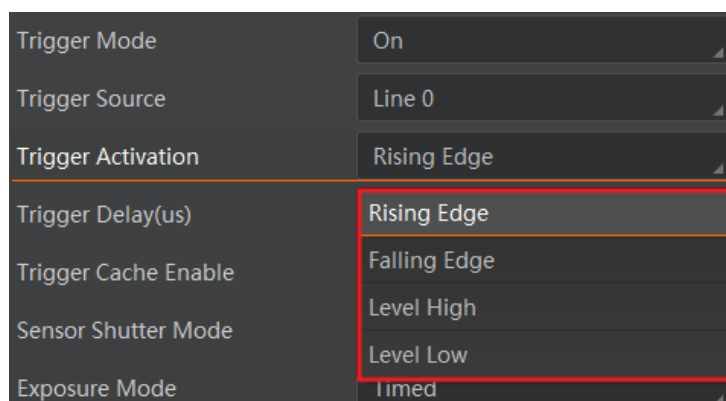 Trigger Mode On
Trigger Source Line 0
Trigger Activation Rising Edge
Trigger Delay(us) Rising Edge
Trigger Cache Enable Falling Edge
Level High
Sensor Shutter Mode
Level Low
Exposure Mode Timed